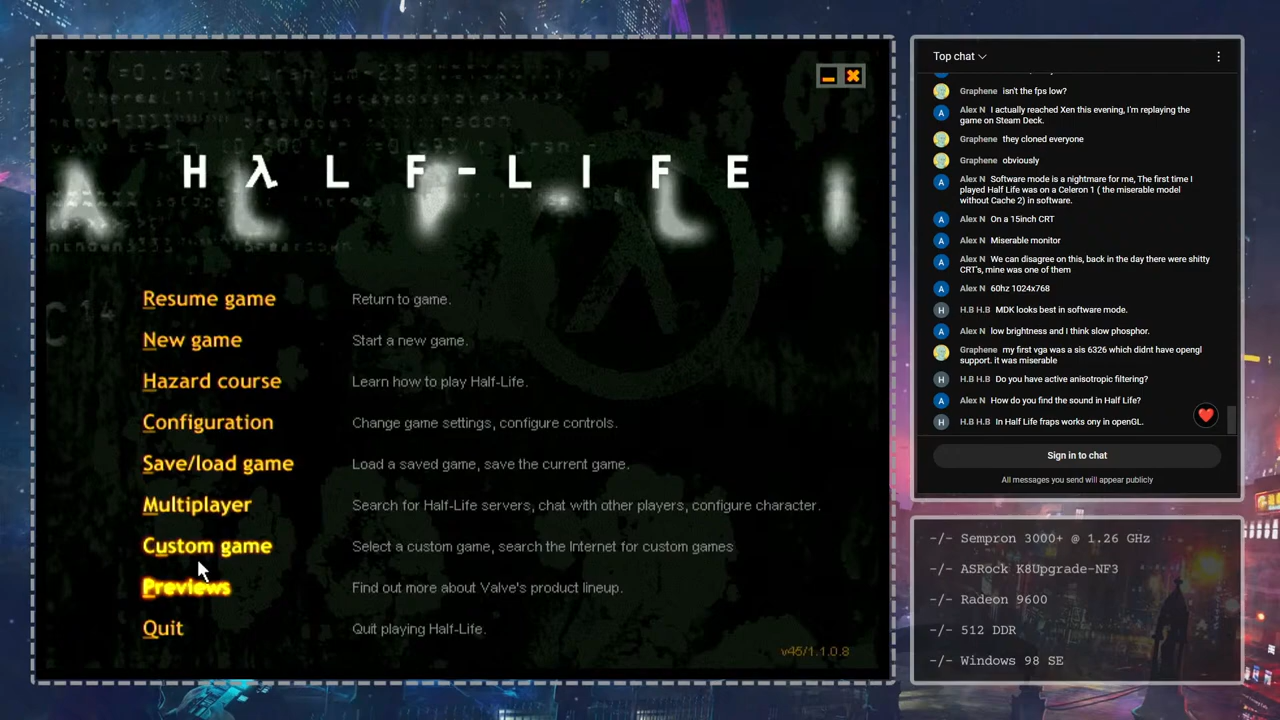 HλLF-LIFE
Resume game Return to game.
New game Start a new game.
Hazard course Learn how to play Half-Life.
Configuration Change game settings, configure controls.
Save/load game Load a saved game, save the current game.
Multiplayer Search for Half-Life servers, chat with other players, configure character.
Custom game Select a custom game, search the Internet for custom games
Previews Find out more about Valve's product lineup.
Quit Quit playing Half-Life.
v45/1.1.0.8
Top chat
Graphene isn't the fps low?
A Alex N I actually reached Xen this evening, I'm replaying the
game on Steam Deck.
Graphene they cloned everyone
Graphene obviously
A Alex N Software mode is a nightmare for me, The first time I
played Half Life was on a Celeron 1 ( the miserable model
without Cache 2) in software.
A Alex N On a 15inch CRT
A Alex N Miserable monitor
A Alex N We can disagree on this, back in the day there were shitty
CRT's, mine was one of them
A Alex N 60hz 1024x768
H H.B H.B MDK looks best in software mode.
A Alex N low brightness and I think slow phosphor.
Graphene my first vga was a sis 6326 which didnt have opengl
support. it was miserable
H H.B H.B Do you have active anisotropic filtering?
A Alex N How do you find the sound in Half Life?
H H.B H.B In Half Life fraps works ony in openGL.
Sign in to chat
All messages you send will appear publicly
-/- Sempron 3000+ @ 1.26 GHz
-/- ASRock K8Upgrade-NF3
-/- Radeon 9600
-/- 512 DDR
-/- Windows 98 SE